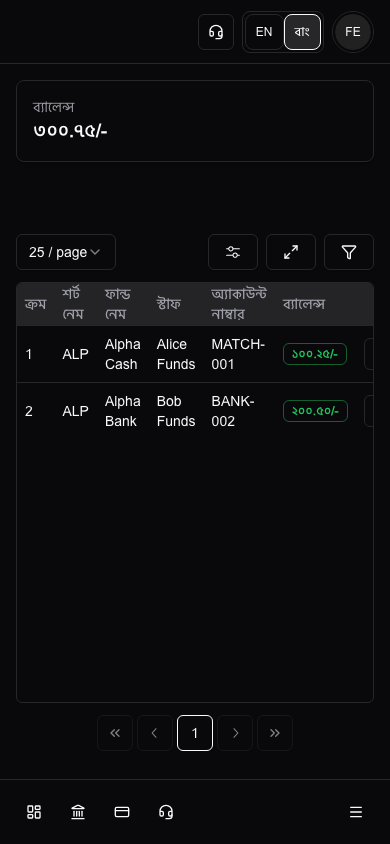 EN বাং FE
ব্যালেন্স
৩০০.৭৫/-
25 / page
ক্রম শর্ট নেম ফান্ড নেম স্টাফ অ্যাকাউন্ট নাম্বার ব্যালেন্স
1 ALP Alpha Cash Alice Funds MATCH-001 ১০০.২৫/-
2 ALP Alpha Bank Bob Funds BANK-002 ২০০.৫০/-
1